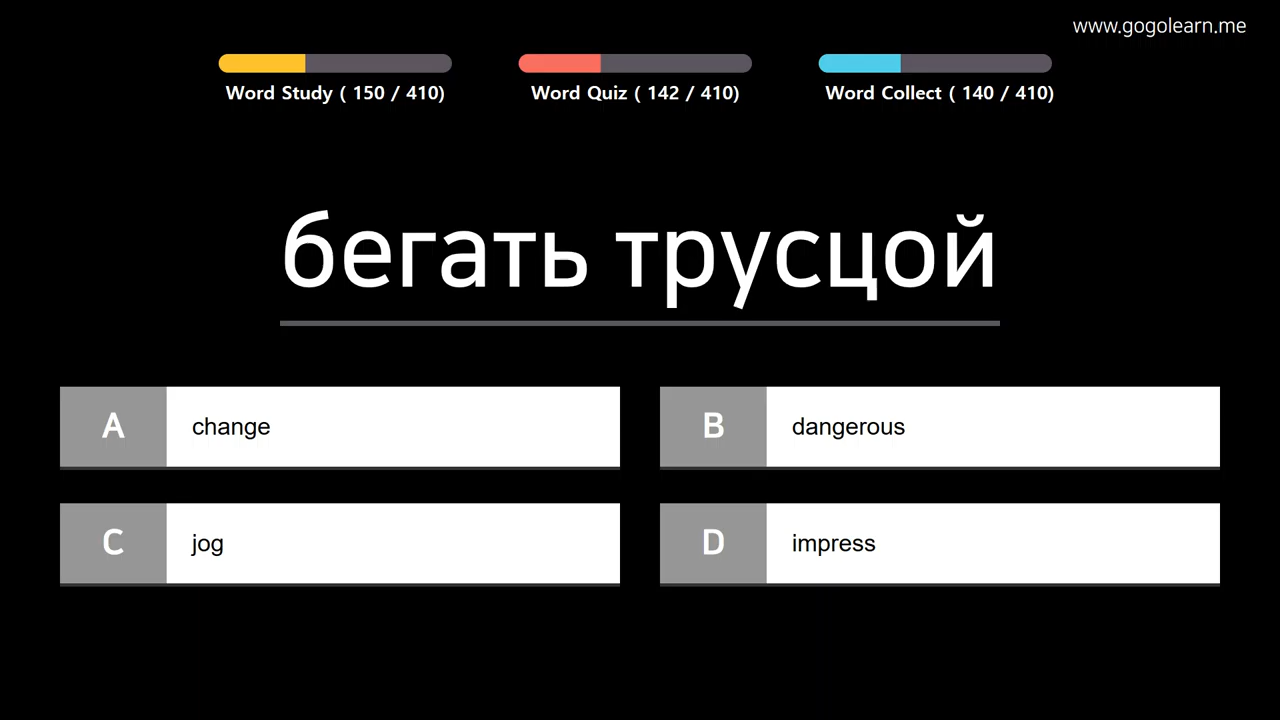 www.gogolearn.me
Word Study ( 150 / 410)
Word Quiz ( 142 / 410)
Word Collect ( 140 / 410)
бегать трусцой
A change
B dangerous
C jog
D impress